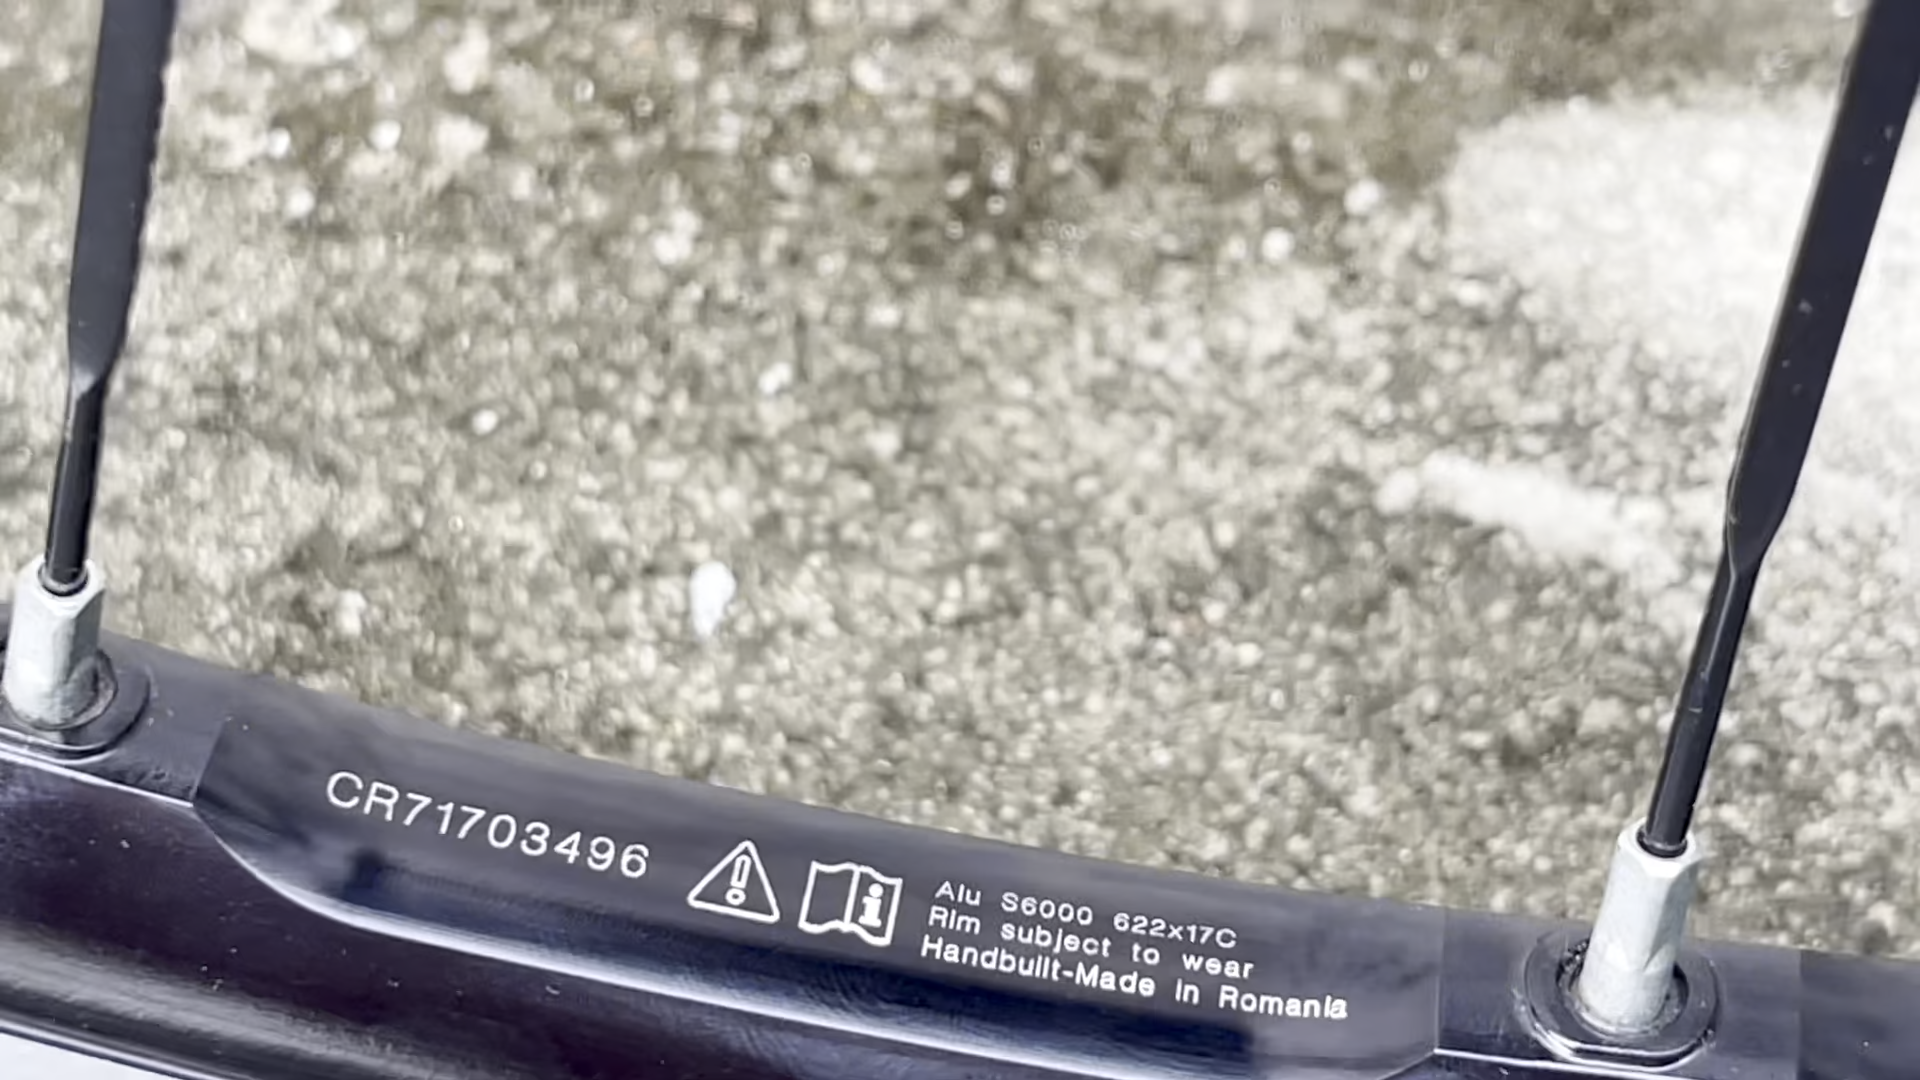 CR71703496
Alu S6000 622x17C
Rim subject to wear
Handbuilt-Made in Romania